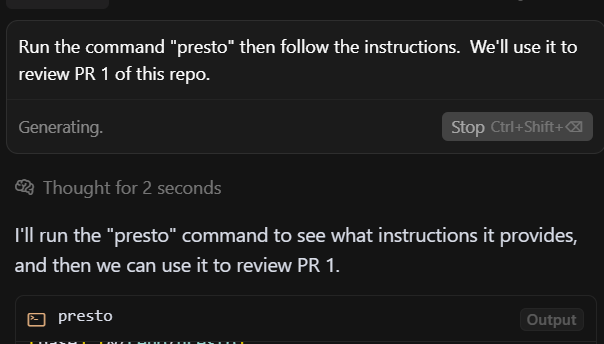 Run the command "presto" then follow the instructions.  We'll use it to
review PR 1 of this repo.
Generating.
Stop Ctrl+Shift+⌫
Thought for 2 seconds
I'll run the "presto" command to see what instructions it provides,
and then we can use it to review PR 1.
presto
Output